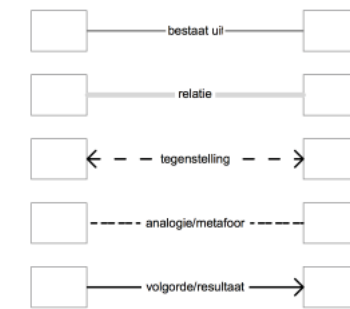 bestaat uit
relatie
tegenstelling
analogie/metafoor
volgorde/resultaat